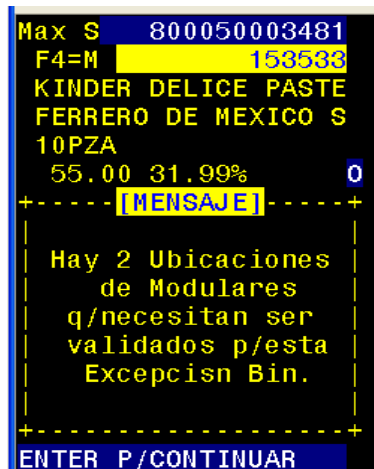 Max S 800050003481
F4=M 153533
KINDER DELICE PASTE
FERRERO DE MEXICO S
10PZA
55.00 31.99% O
[MENSAJE]
Hay 2 Ubicaciones
de Modulares
q/necesitan ser
validados p/esta
Excepcisn Bin.
ENTER P/CONTINUAR